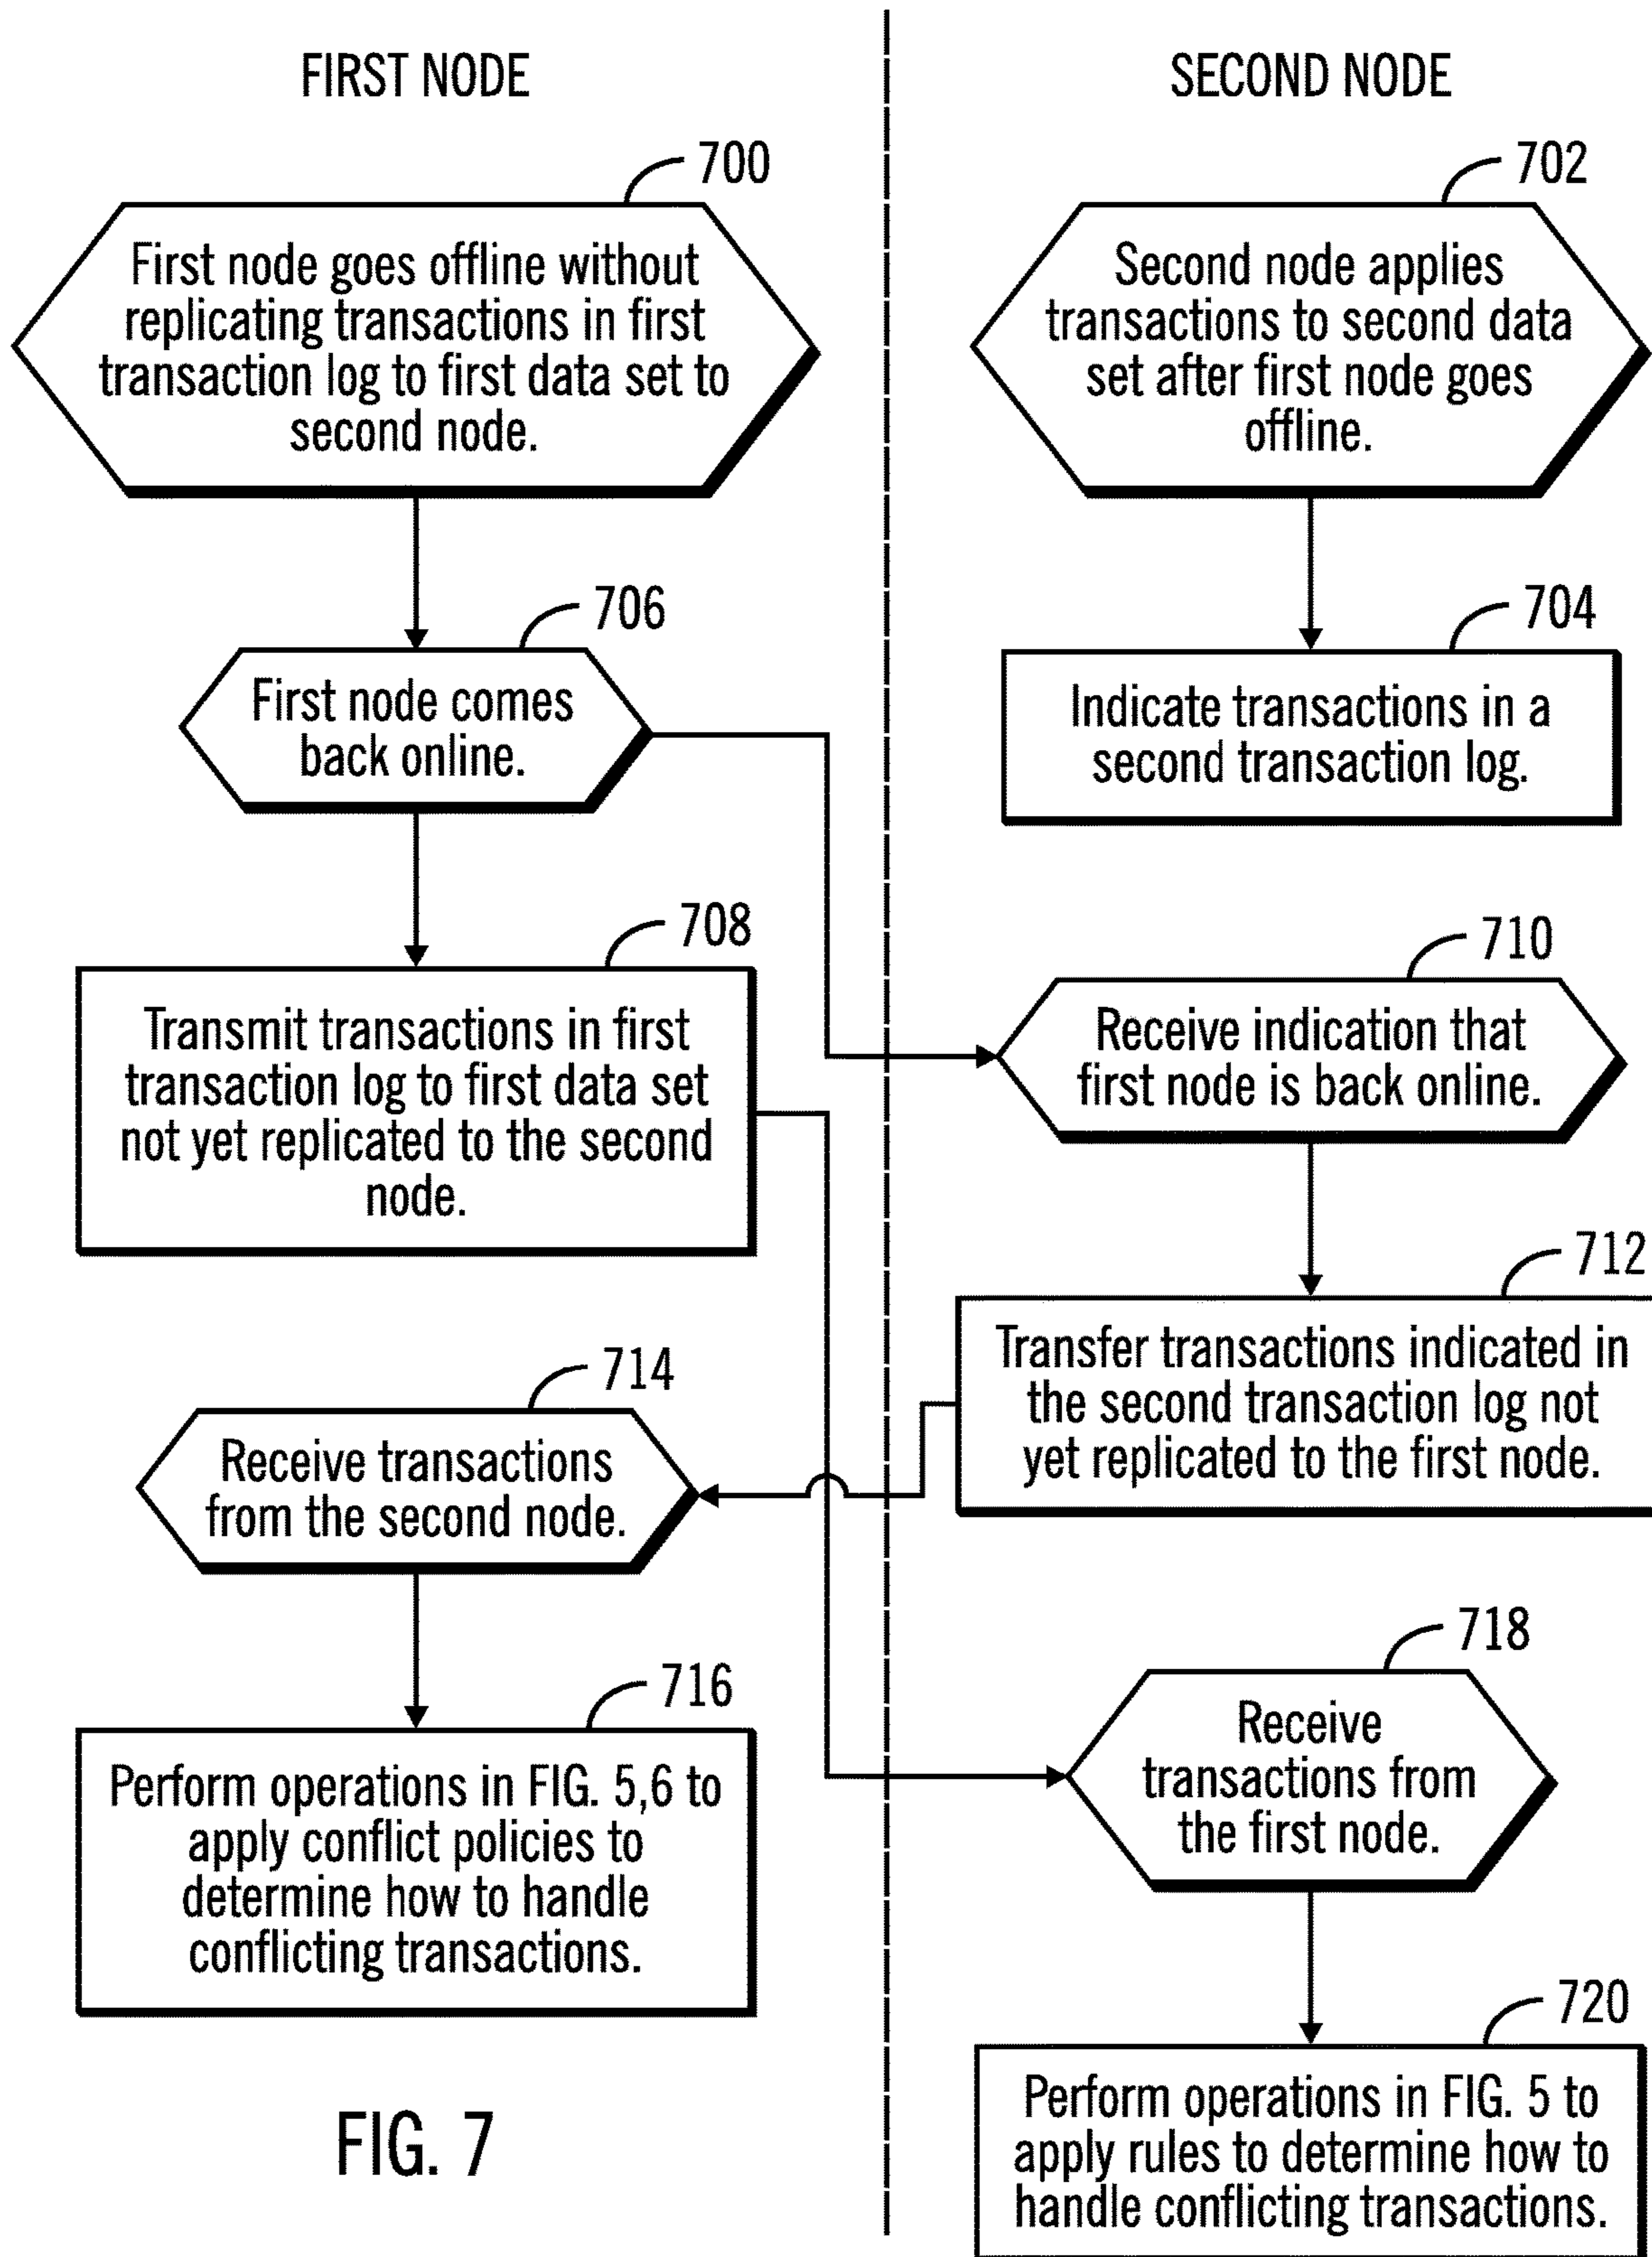 FIRST NODE
SECOND NODE
700
First node goes offline without
replicating transactions in first
transaction log to first data set to
second node.
702
Second node applies
transactions to second data
set after first node goes
offline.
706
First node comes
back online.
704
Indicate transactions in a
second transaction log.
708
Transmit transactions in first
transaction log to first data set
not yet replicated to the second
node.
710
Receive indication that
first node is back online.
712
Transfer transactions indicated in
the second transaction log not
yet replicated to the first node.
714
Receive transactions
from the second node.
718
Receive
transactions from
the first node.
716
Perform operations in FIG. 5,6 to
apply conflict policies to
determine how to handle
conflicting transactions.
720
Perform operations in FIG. 5 to
apply rules to determine how to
handle conflicting transactions.
FIG. 7